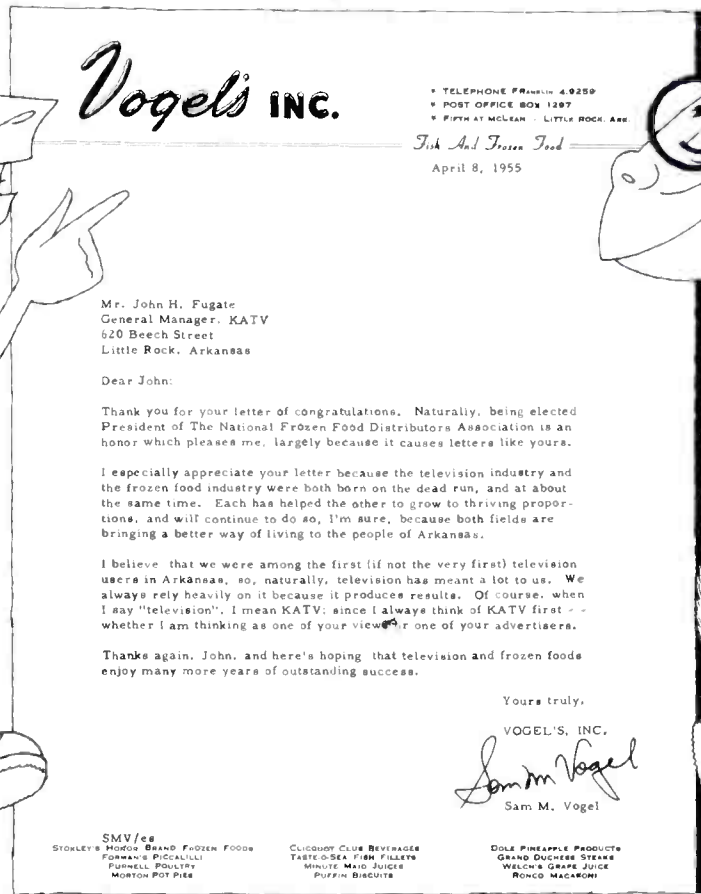 Vogel's INC.
* TELEPHONE FRANKLIN 4-9259
* POST OFFICE BOX 1297
* FIFTH AT MCLEAN - LITTLE ROCK, ARK.
Fish And Frozen Food
April 8, 1955
Mr. John H. Fugate
General Manager, KATV
620 Beech Street
Little Rock, Arkansas
Dear John:
Thank you for your letter of congratulations. Naturally, being elected
President of The National Frozen Food Distributors Association is an
honor which pleases me, largely because it causes letters like yours.
I especially appreciate your letter because the television industry and
the frozen food industry were both born on the dead run, and at about
the same time. Each has helped the other to grow to thriving propor-
tions, and will continue to do so, I'm sure, because both fields are
bringing a better way of living to the people of Arkansas.
I believe that we were among the first (if not the very first) television
users in Arkansas, so, naturally, television has meant a lot to us. We
always rely heavily on it because it produces results. Of course, when
I say "television", I mean KATV; since I always think of KATV first - -
whether I am thinking as one of your one of your advertisers.
Thanks again, John, and here's hoping that television and frozen foods
enjoy many more years of outstanding success.
Yours truly,
VOGEL'S, INC.
Sam M Vogel
Sam M. Vogel
SMV/es
STOKLEY'S HONOR BRAND FROZEN FOODS
FORMAN'S PICCALILLI
PURNELL POULTRY
MORTON POT PIES
CLICQUOT CLUB BEVERAGES
TASTE-O-SEA FISH FILLETS
MINUTE MAID JUICES
PUFFIN BISCUITS
DOLE PINEAPPLE PRODUCTS
GRAND DUCHESS STEAKS
WELCH'S GRAPE JUICE
RONCO MACARONI